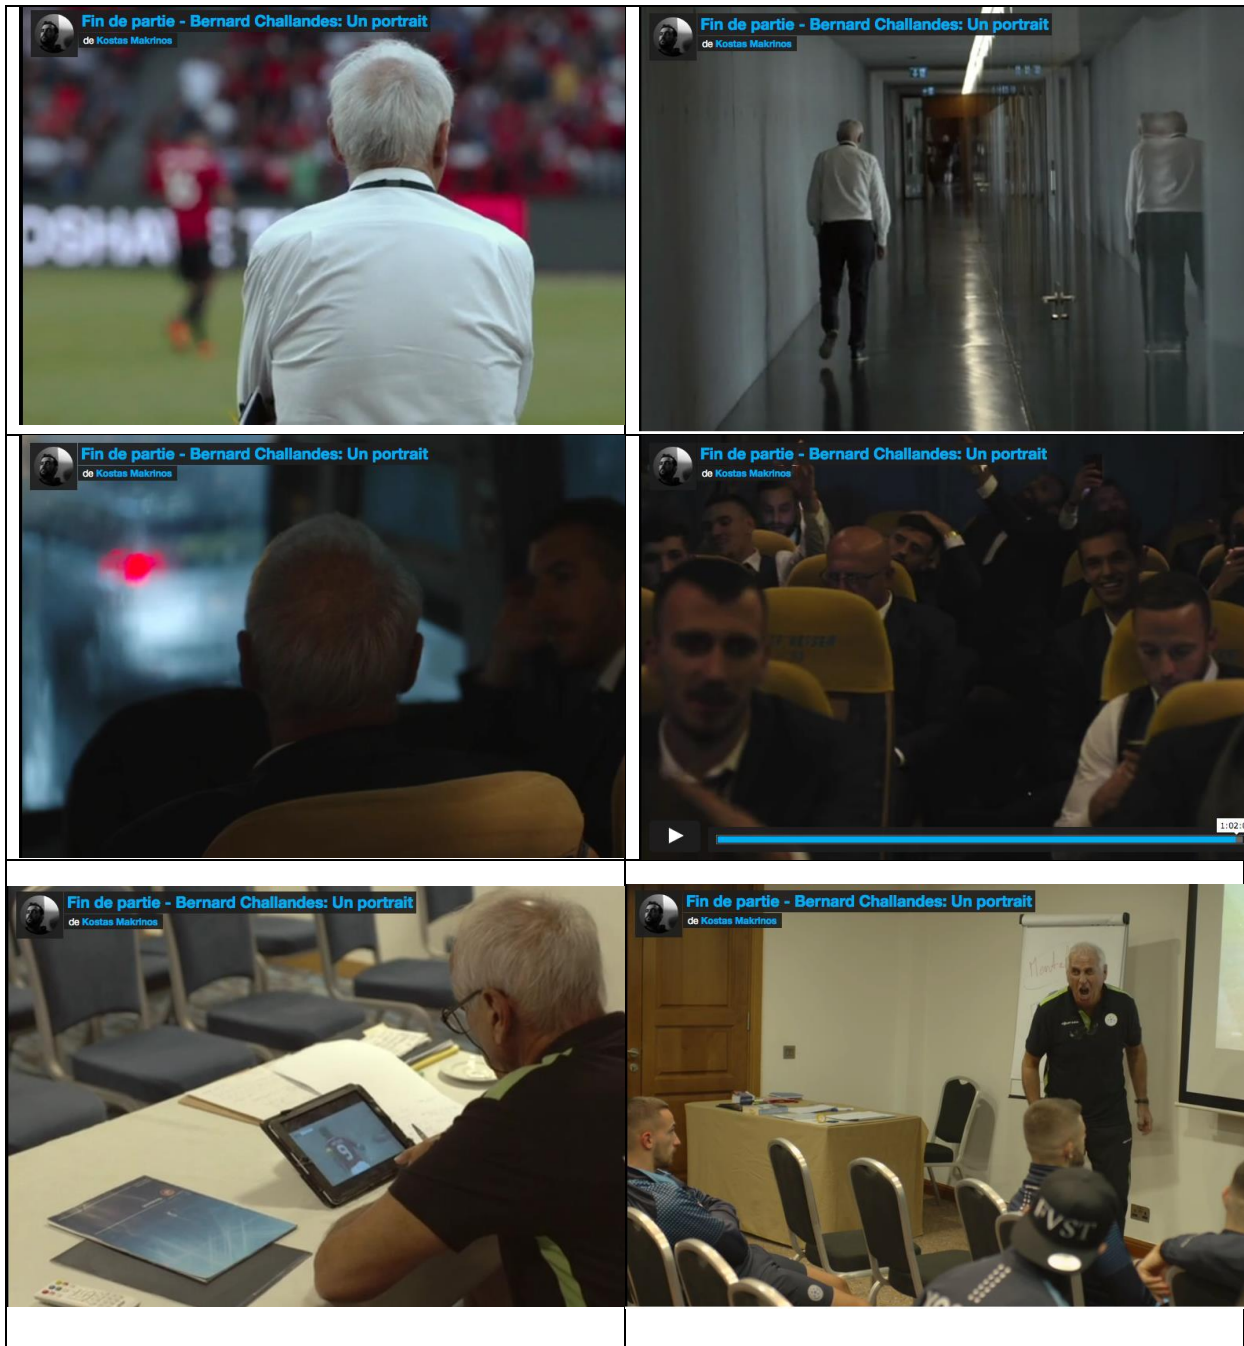 Fin de partie - Bernard Challandes: Un portrait
de Kostas Makrinos
Fin de partie - Bernard Challandes: Un portrait
de Kostas Makrinos
Fin de partie - Bernard Challandes: Un portrait
de Kostas Makrinos
Fin de partie - Bernard Challandes: Un portrait
de Kostas Makrinos
Fin de partie - Bernard Challandes: Un portrait
de Kostas Makrinos
Fin de partie - Bernard Challandes: Un portrait
de Kostas Makrinos
FVST